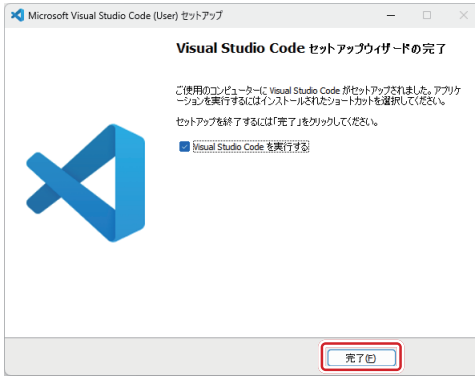 Microsoft Visual Studio Code (User) セットアップ
Visual Studio Code セットアップウィザードの完了
ご使用のコンピューターに Visual Studio Code がセットアップされました。アプリケ
ーションを実行するにはインストールされたショートカットを選択してください。
セットアップを終了するには「完了」をクリックしてください。
Visual Studio Code を実行する
完了(F)